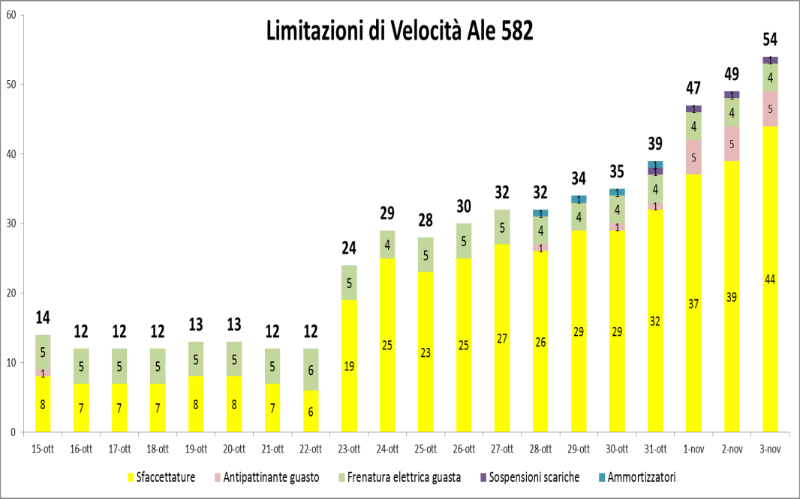 Limitazioni di Velocità Ale 582
60
50
40
30
20
10
0
14 12 12 12 13 13 12 12 24 29 28 30 32 32 34 35 39 47 49 54
5 5 5 5 5 5 5 6 5 4 5 5 5 4 4 4 4 4 4 4
1 1 1 1 1 1 1 1 1
1 1 1 5 5 5
8 7 7 7 8 8 7 6 19 25 23 25 27 26 29 29 32 37 39 44
15-ott 16-ott 17-ott 18-ott 19-ott 20-ott 21-ott 22-ott 23-ott 24-ott 25-ott 26-ott 27-ott 28-ott 29-ott 30-ott 31-ott 1-nov 2-nov 3-nov
Sfaccettature Antipattinante guasto Frenatura elettrica guasta Sospensioni scariche Ammortizzatori